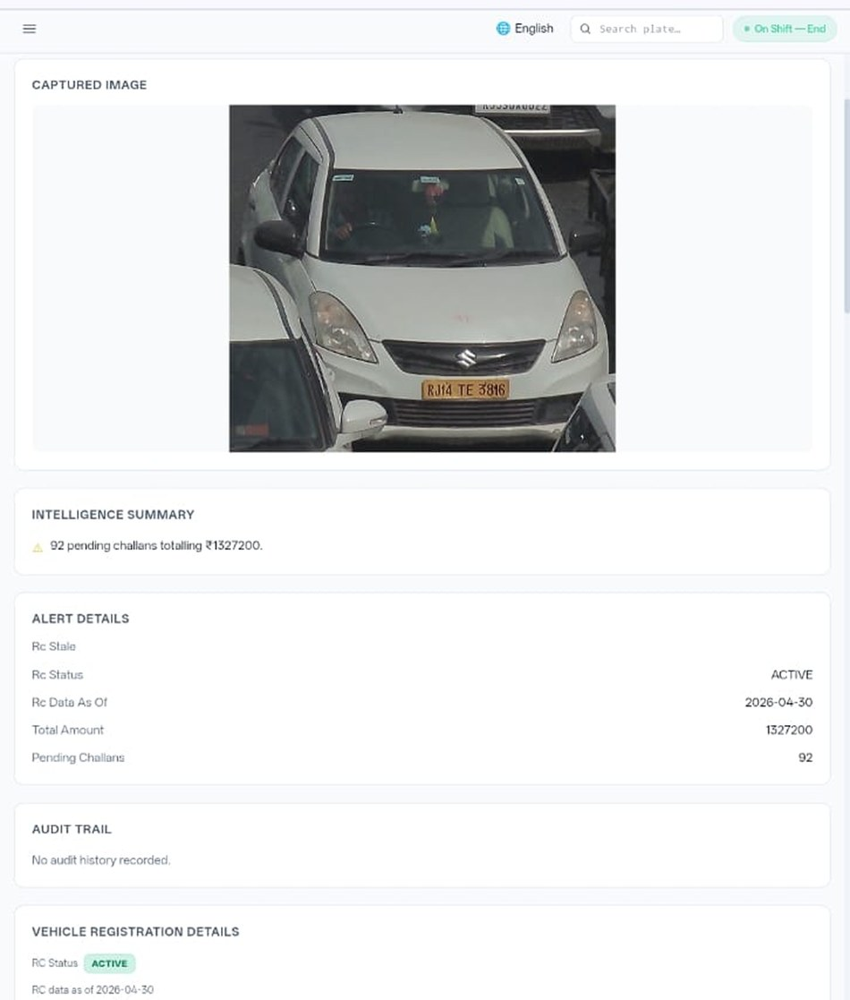 English
Search plate...
On Shift — End
CAPTURED IMAGE
RJ14 TE 3816
INTELLIGENCE SUMMARY
⚠ 92 pending challans totalling ₹1327200.
ALERT DETAILS
Rc Stale
Rc Status ACTIVE
Rc Data As Of 2026-04-30
Total Amount 1327200
Pending Challans 92
AUDIT TRAIL
No audit history recorded.
VEHICLE REGISTRATION DETAILS
RC Status ACTIVE
RC data as of 2026-04-30